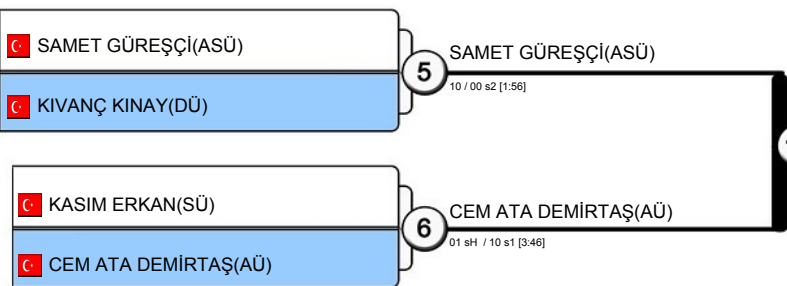 SAMET GÜREŞÇİ(ASÜ)
KIVANÇ KINAY(DÜ)
5
SAMET GÜREŞÇİ(ASÜ)
10 / 00 s2 [1:56]
KASIM ERKAN(SÜ)
CEM ATA DEMİRTAŞ(AÜ)
6
CEM ATA DEMİRTAŞ(AÜ)
01 sH / 10 s1 [3:46]